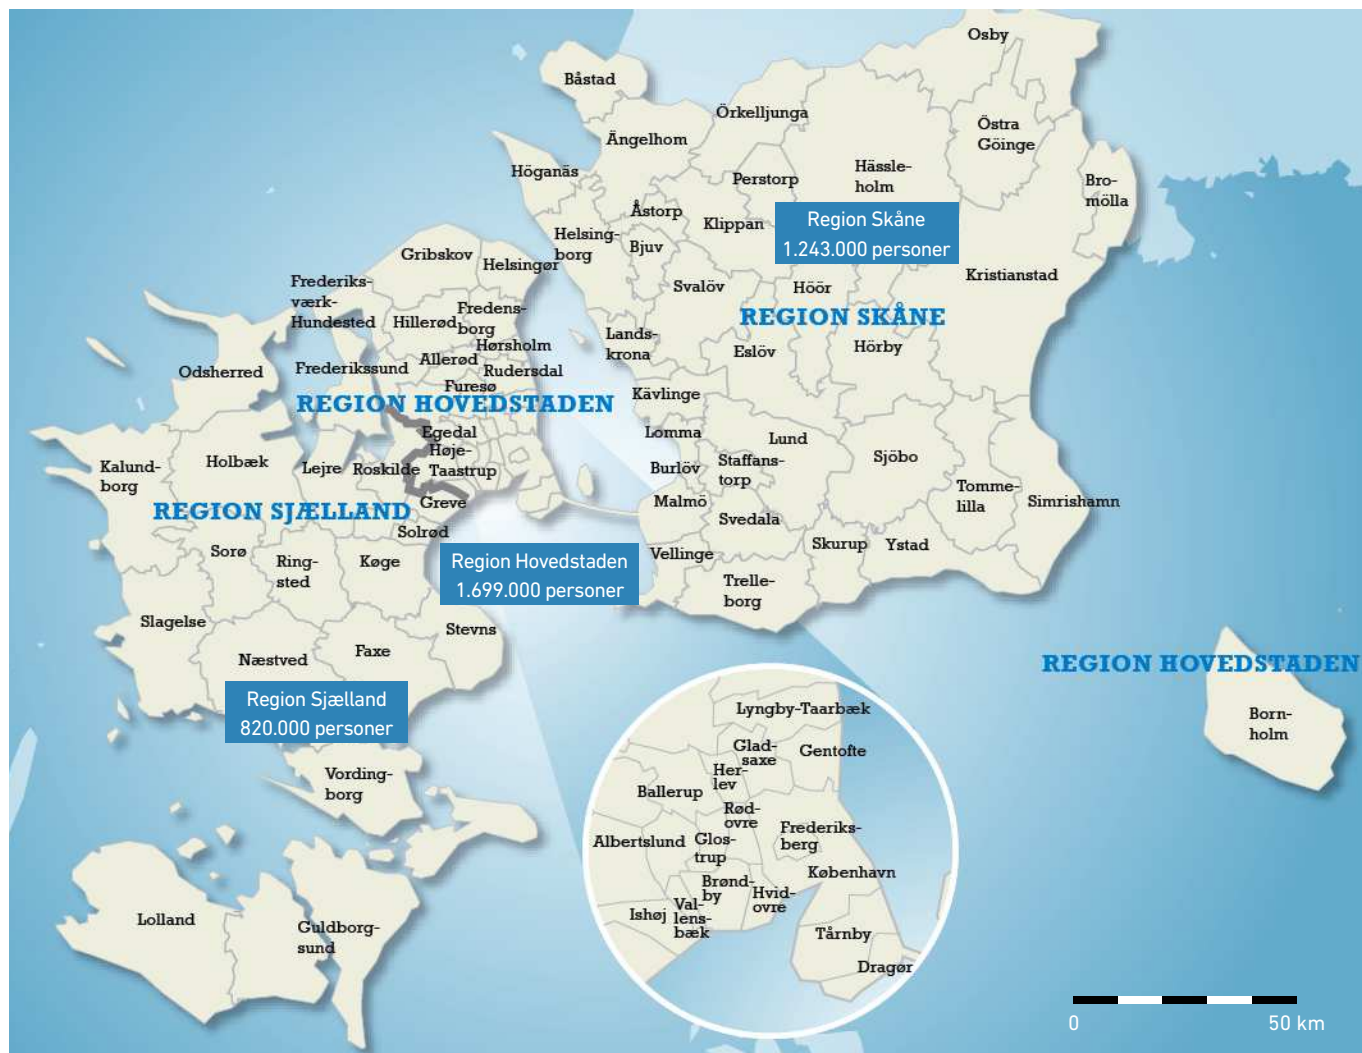 Osby
Båstad
Örkelljunga
Östra
Göinge
Ängelhom
Hässle-
holm
Höganäs
Perstorp
Bro-
mölla
Åstorp
Klippan
Region Skåne
1.243.000 personer
Helsing-
borg
Bjuv
Gribskov
Helsingør
Kristianstad
Svalöv
Höör
Frederiks-
værk-
Hundested
Hillerød
Fredens-
borg
REGION SKÅNE
Lands-
krona
Eslöv
Hörby
Hørsholm
Allerød
Rudersdal
Odsherred
Frederikssund
Furesø
REGION HOVEDSTADEN
Kävlinge
Egedal
Lomma
Lund
Høje-
Taastrup
Kalund-
borg
Holbæk
Lejre
Roskilde
Burlöv
Staffans-
torp
Sjöbo
Tomme-
lilla
Simrishamn
Greve
Malmö
REGION SJÆLLAND
Svedala
Solrød
Sorø
Ring-
sted
Køge
Region Hovedstaden
1.699.000 personer
Vellinge
Skurup
Ystad
Trelle-
borg
Slagelse
Stevns
Næstved
Faxe
REGION HOVEDSTADEN
Region Sjælland
820.000 personer
Born-
holm
Lyngby-Taarbæk
Glad-
saxe
Gentofte
Vording-
borg
Her-
lev
Ballerup
Rød-
ovre
Frederiks-
berg
Albertslund
Glos-
trup
København
Brønd-
by
Hvid-
ovre
Ishøj
Val-
lens-
bæk
Lolland
Guldborg-
sund
Tårnby
Dragør
0
50 km